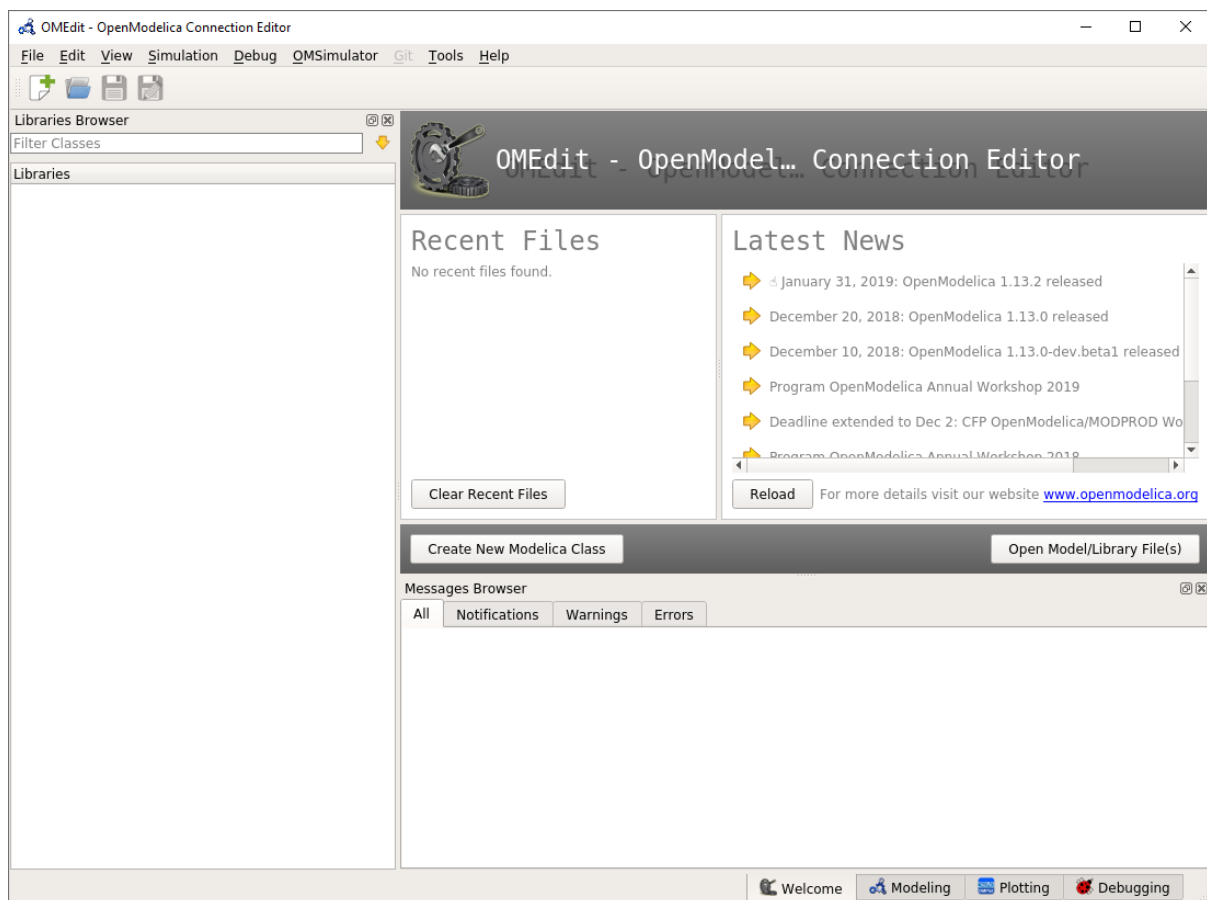 OMEdit - OpenModelica Connection Editor
File Edit View Simulation Debug OMSimulator Git Tools Help
Libraries Browser
Filter Classes
Libraries
OMEdit - OpenModel… Connection Editor
Recent Files
No recent files found.
Clear Recent Files
Latest News
January 31, 2019: OpenModelica 1.13.2 released
December 20, 2018: OpenModelica 1.13.0 released
December 10, 2018: OpenModelica 1.13.0-dev.beta1 released
Program OpenModelica Annual Workshop 2019
Deadline extended to Dec 2: CFP OpenModelica/MODPROD Wo
Program OpenModelica Annual Workshop 2018
Reload For more details visit our website www.openmodelica.org
Create New Modelica Class Open Model/Library File(s)
Messages Browser
All Notifications Warnings Errors
Welcome Modeling Plotting Debugging